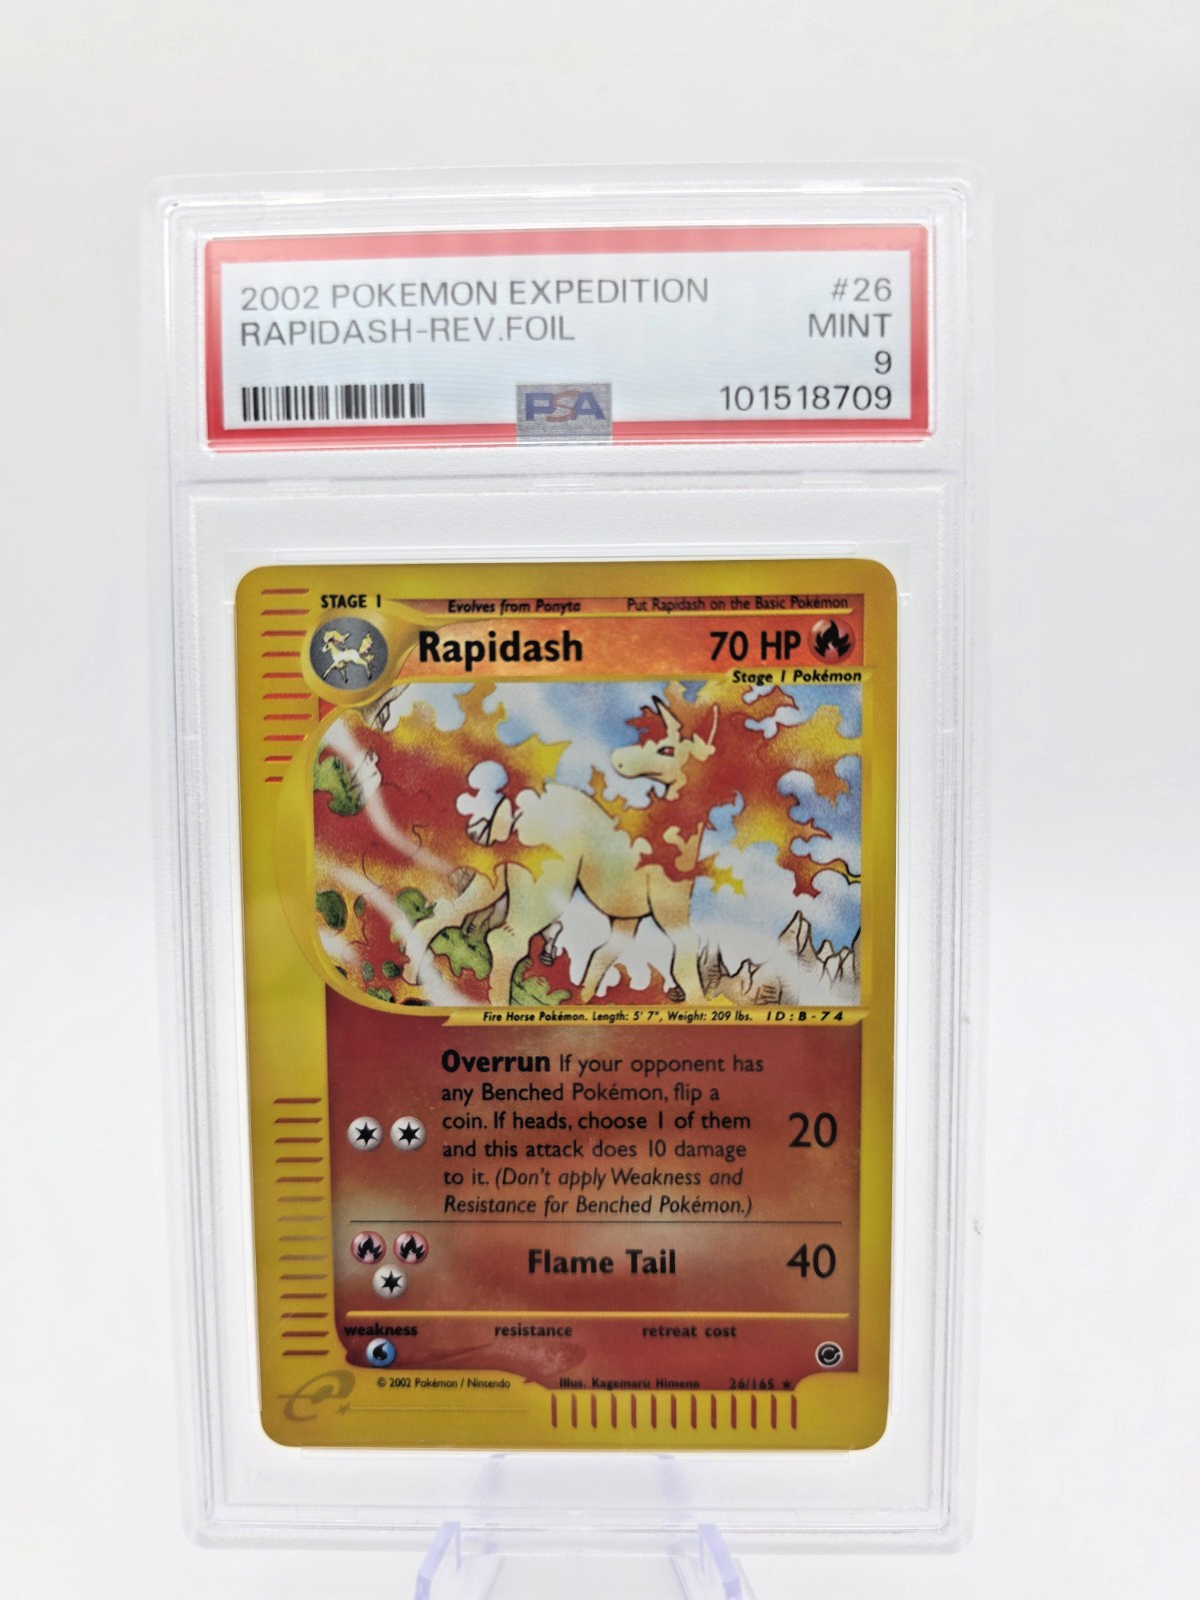 2002 POKEMON EXPEDITION #26
RAPIDASH-REV.FOIL MINT
9
PSA 101518709
STAGE 1 Evolves from Ponyta Put Rapidash on the Basic Pokémon
Rapidash 70 HP
Stage 1 Pokémon
Fire Horse Pokémon. Length: 5' 7", Weight: 209 lbs. ID:B-74
Overrun If your opponent has
any Benched Pokémon, flip a
coin. If heads, choose 1 of them
and this attack does 10 damage
to it. (Don't apply Weakness and
Resistance for Benched Pokémon.)
20
Flame Tail 40
weakness resistance retreat cost
© 2002 Pokémon / Nintendo Illus. Kagemaru Himeno 26/165 ★